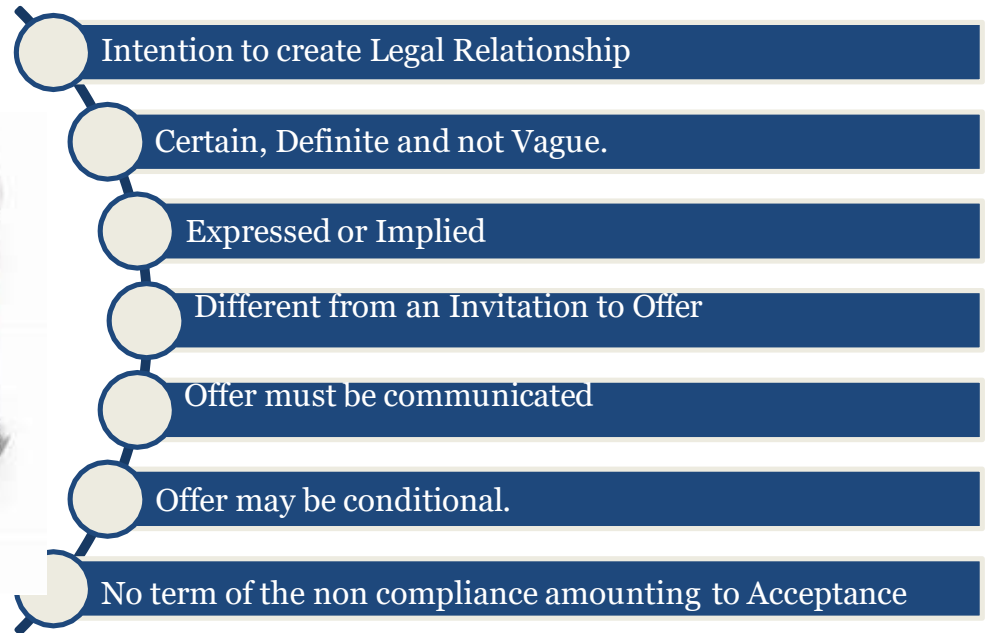 Intention to create Legal Relationship
Certain, Definite and not Vague.
Expressed or Implied
Different from an Invitation to Offer
Offer must be communicated
Offer may be conditional.
No term of the non compliance amounting to Acceptance